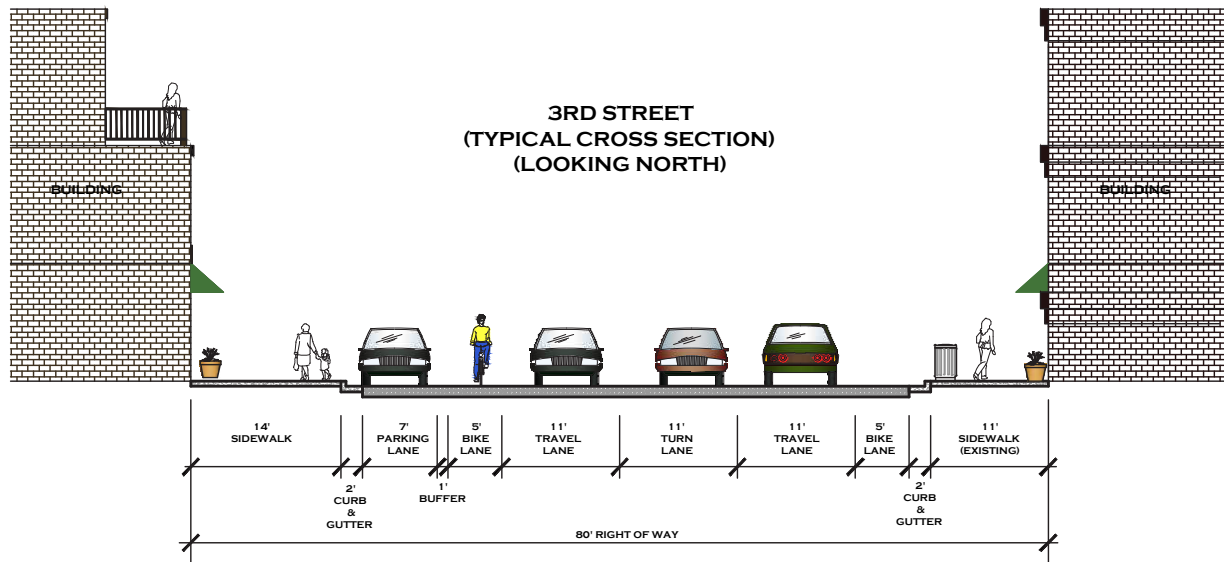 3RD STREET
(TYPICAL CROSS SECTION)
(LOOKING NORTH)
BUILDING
BUILDING
14'
SIDEWALK
7'
PARKING
LANE
5'
BIKE
LANE
11'
TRAVEL
LANE
11'
TURN
LANE
11'
TRAVEL
LANE
5'
BIKE
LANE
11'
SIDEWALK
(EXISTING)
2'
CURB
&
GUTTER
1'
BUFFER
2'
CURB
&
GUTTER
80' RIGHT OF WAY